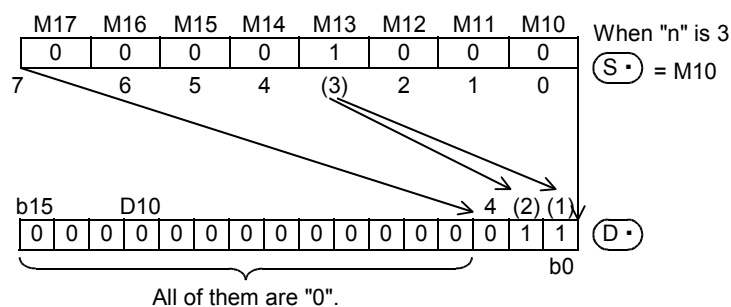 M17 M16 M15 M14 M13 M12 M11 M10 When "n" is 3
0 0 0 0 1 0 0 0
S· = M10
7 6 5 4 (3) 2 1 0
b15 D10 4 (2) (1)
0 0 0 0 0 0 0 0 0 0 0 0 0 0 1 1 D·
b0
All of them are "0".